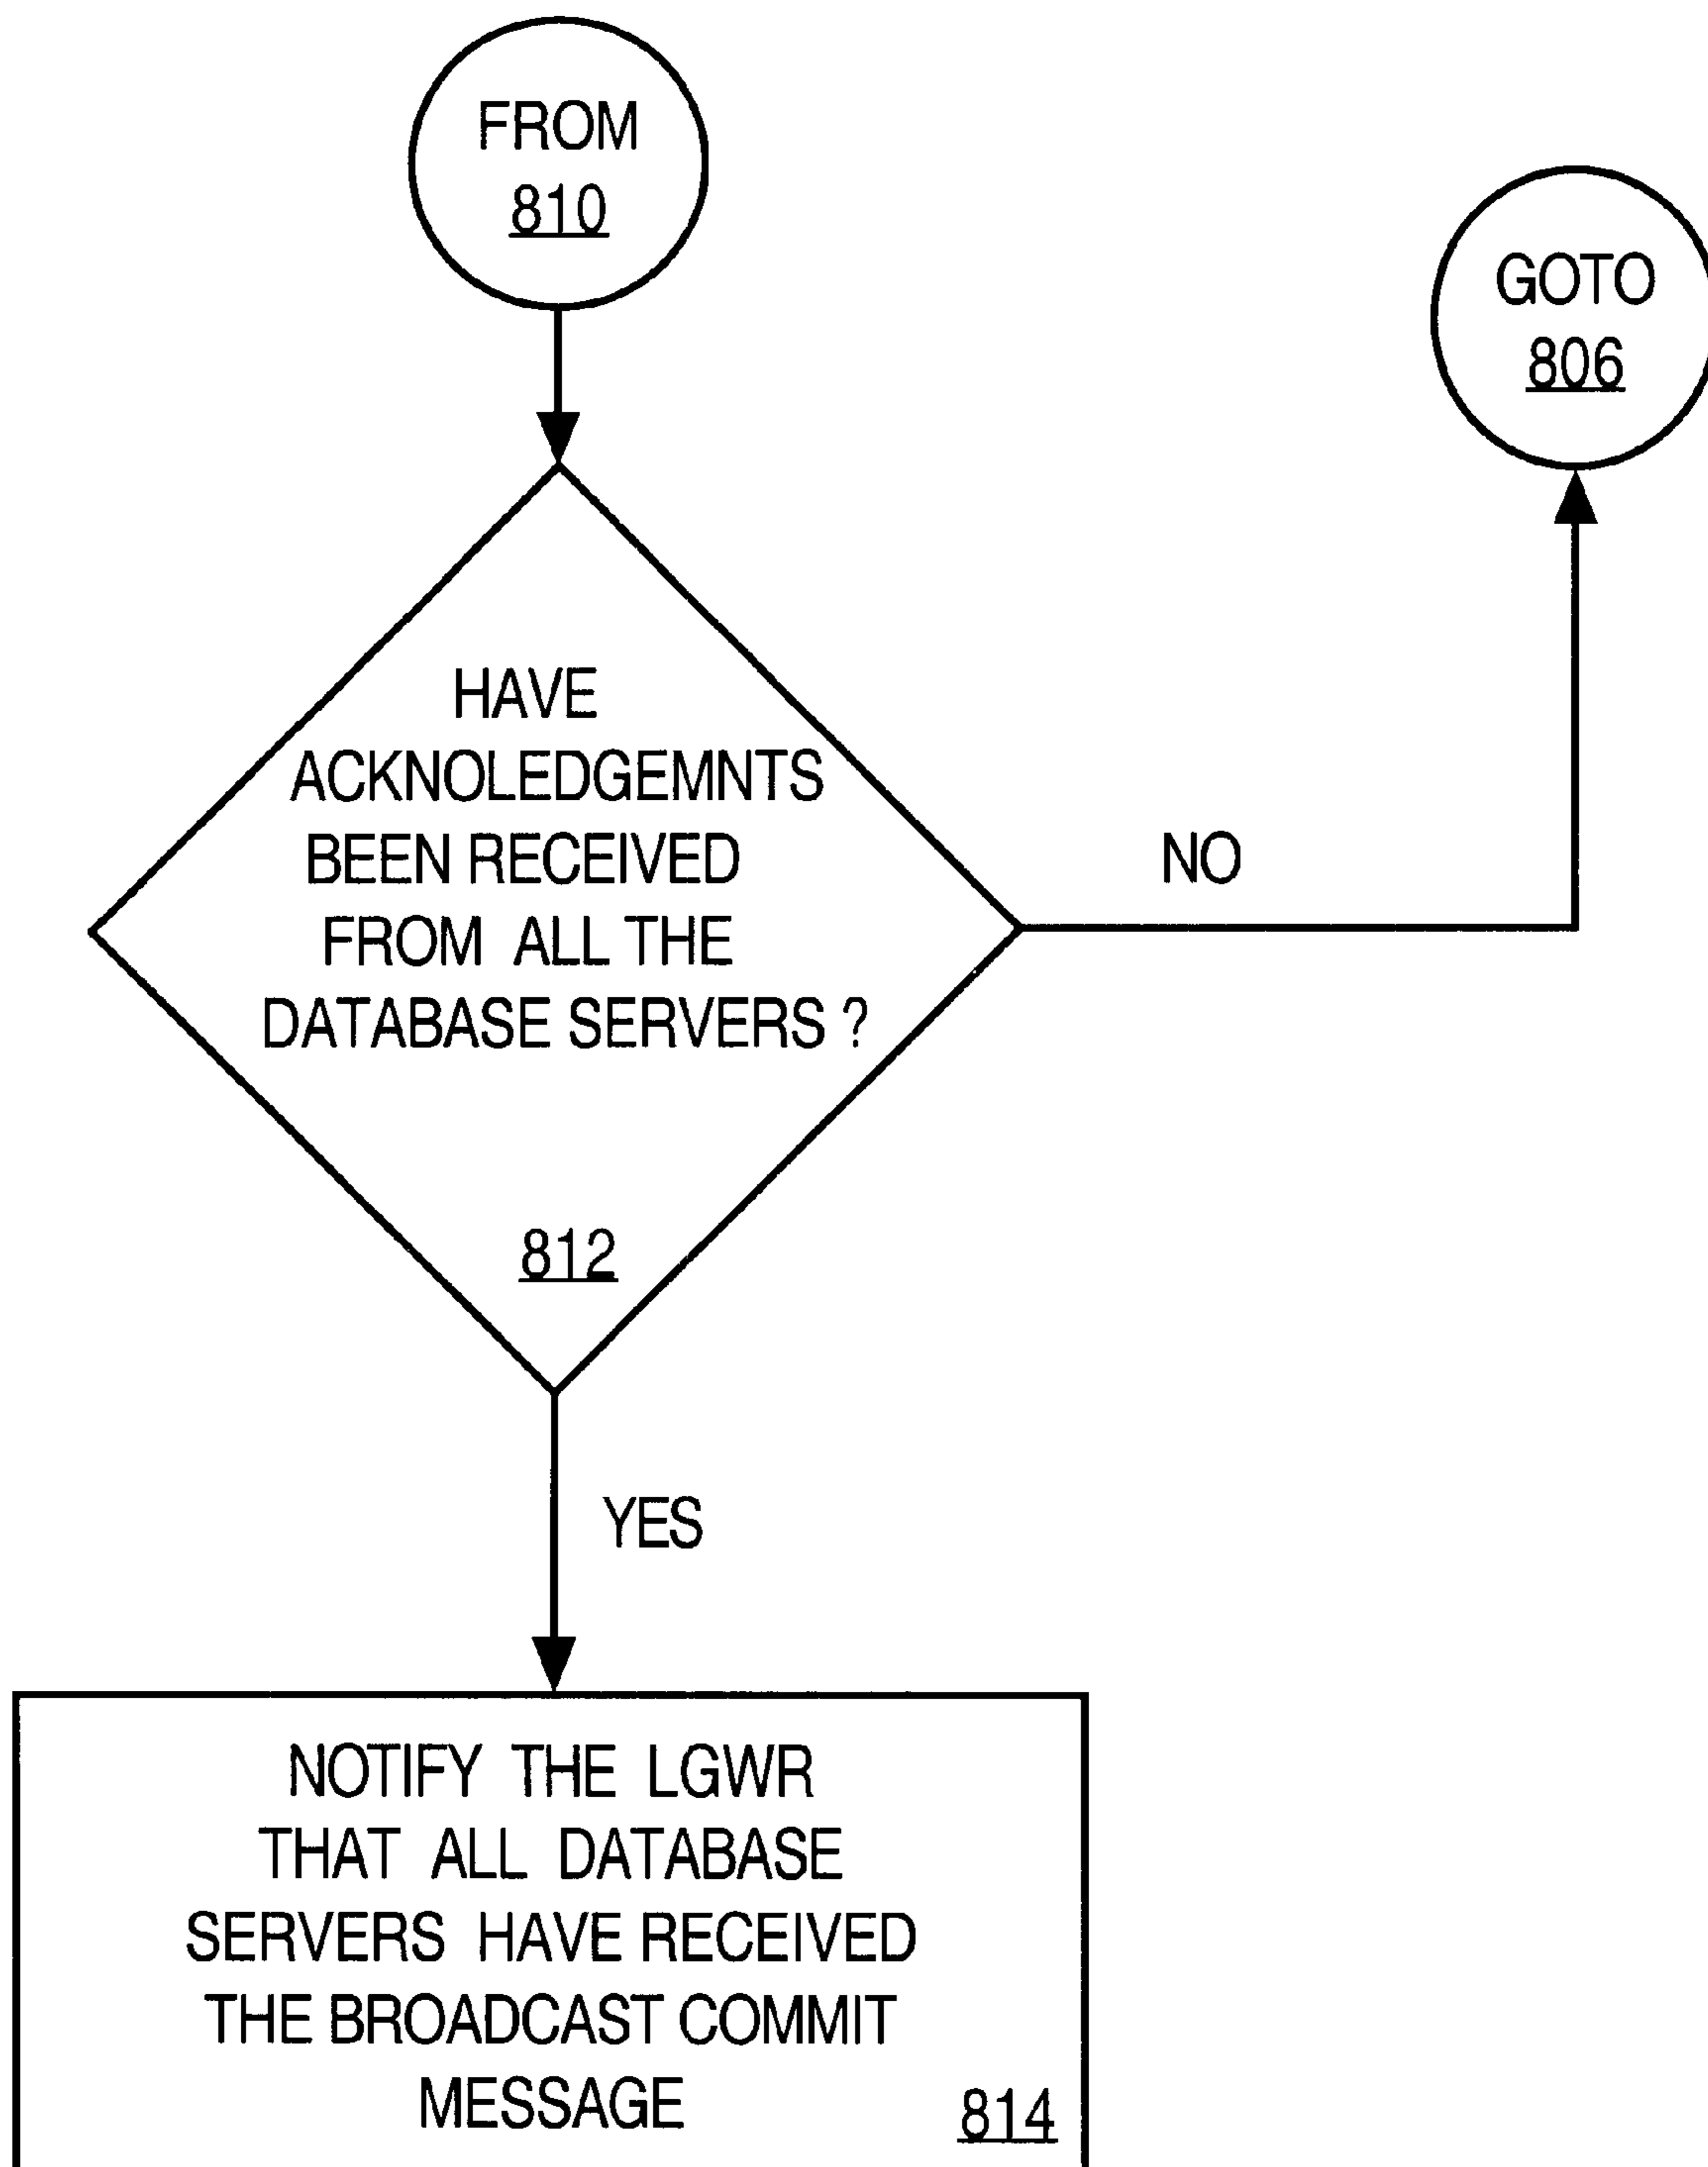 FROM
810
GOTO
806
HAVE
ACKNOLEDGEMNTS
BEEN RECEIVED
FROM ALL THE
DATABASE SERVERS ?
NO
812
YES
NOTIFY THE LGWR
THAT ALL DATABASE
SERVERS HAVE RECEIVED
THE BROADCAST COMMIT
MESSAGE
814